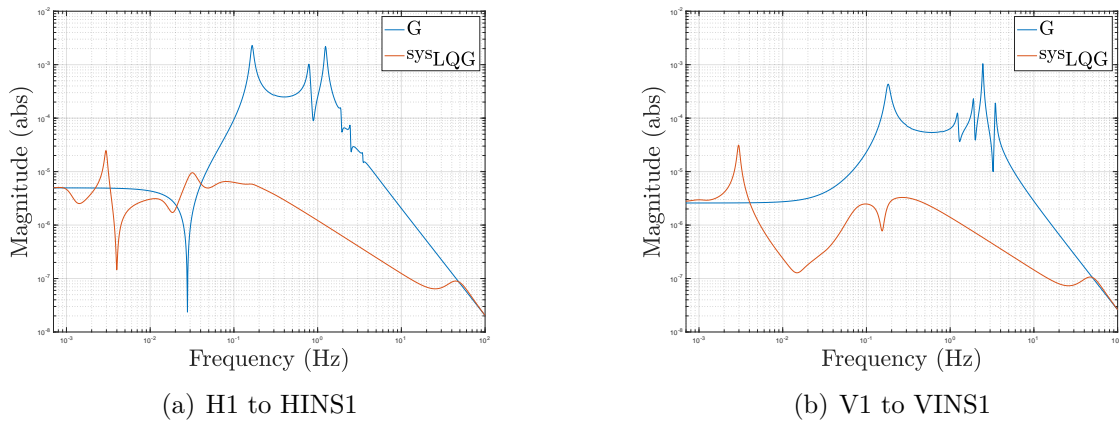 10⁻² 10⁻³ 10⁻⁴ 10⁻⁵ 10⁻⁶ 10⁻⁷ 10⁻⁸
Magnitude (abs)
G
sysLQG
10⁻³ 10⁻² 10⁻¹ 10⁰ 10¹ 10²
Frequency (Hz)
(a) H1 to HINS1
10⁻² 10⁻³ 10⁻⁴ 10⁻⁵ 10⁻⁶ 10⁻⁷ 10⁻⁸
Magnitude (abs)
G
sysLQG
10⁻³ 10⁻² 10⁻¹ 10⁰ 10¹ 10²
Frequency (Hz)
(b) V1 to VINS1